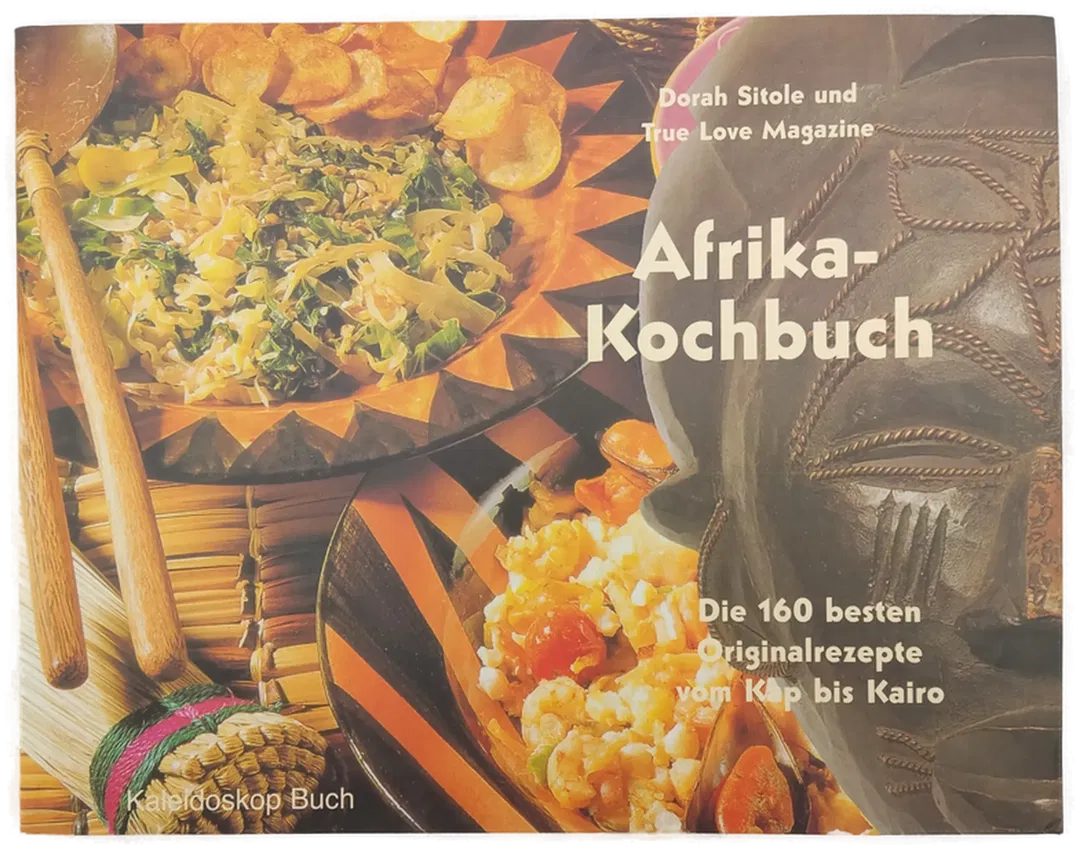 Dorah Sitole und
True Love Magazine
Afrika-
Kochbuch
Die 160 besten
Originalrezepte
vom Kap bis Kairo
Kaleidoskop Buch